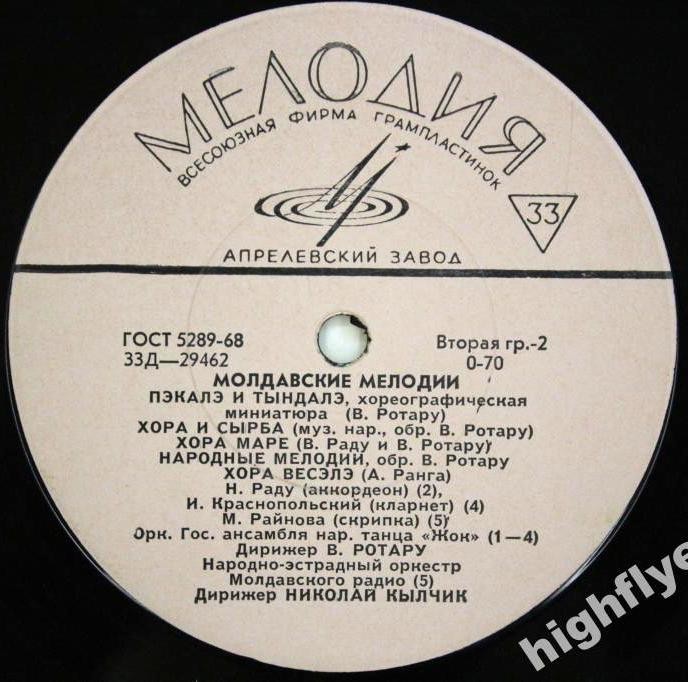 МЕЛОДИЯ
ВСЕСОЮЗНАЯ ФИРМА ГРАМПЛАСТИНОК
33
АПРЕЛЕВСКИЙ ЗАВОД
ГОСТ 5289-68
33Д—29462
Вторая гр.-2
0-70
МОЛДАВСКИЕ МЕЛОДИИ
ПЭКАЛЭ И ТЫНДАЛЭ, хореографическая
миниатюра (В. Ротару)
ХОРА И СЫРБА (муз. нар., обр. В. Ротару)
ХОРА МАРЕ (В. Раду и В. Ротару)
НАРОДНЫЕ МЕЛОДИИ, обр. В. Ротару
ХОРА ВЕСЭЛЭ (А. Ранга)
Н. Раду (аккордеон) (2),
И. Краснопольский (кларнет) (4)
М. Райнова (скрипка) (5)
Орк. Гос. ансамбля нар. танца «Жок» (1—4)
Дирижер В. РОТАРУ
Народно-эстрадный оркестр
Молдавского радио (5)
Дирижер НИКОЛАЙ КЫЛЧИК
highflye